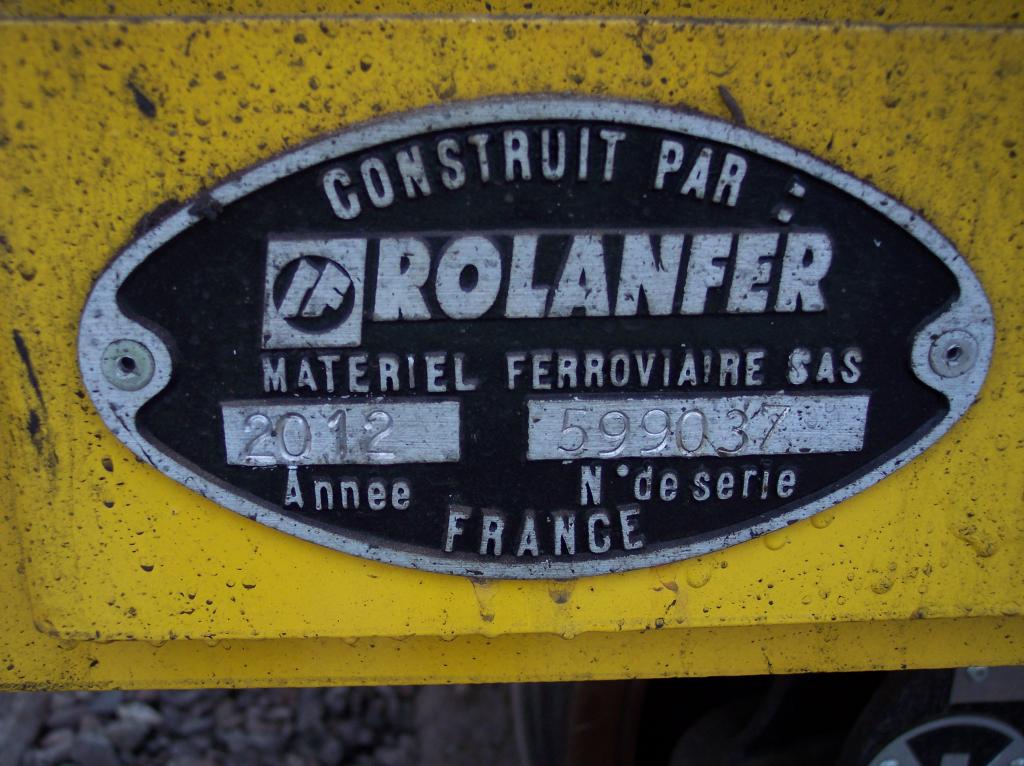 CONSTRUIT PAR :
RF ROLANFER
MATERIEL FERROVIAIRE SAS
2012 599037
Annee N° de serie
FRANCE